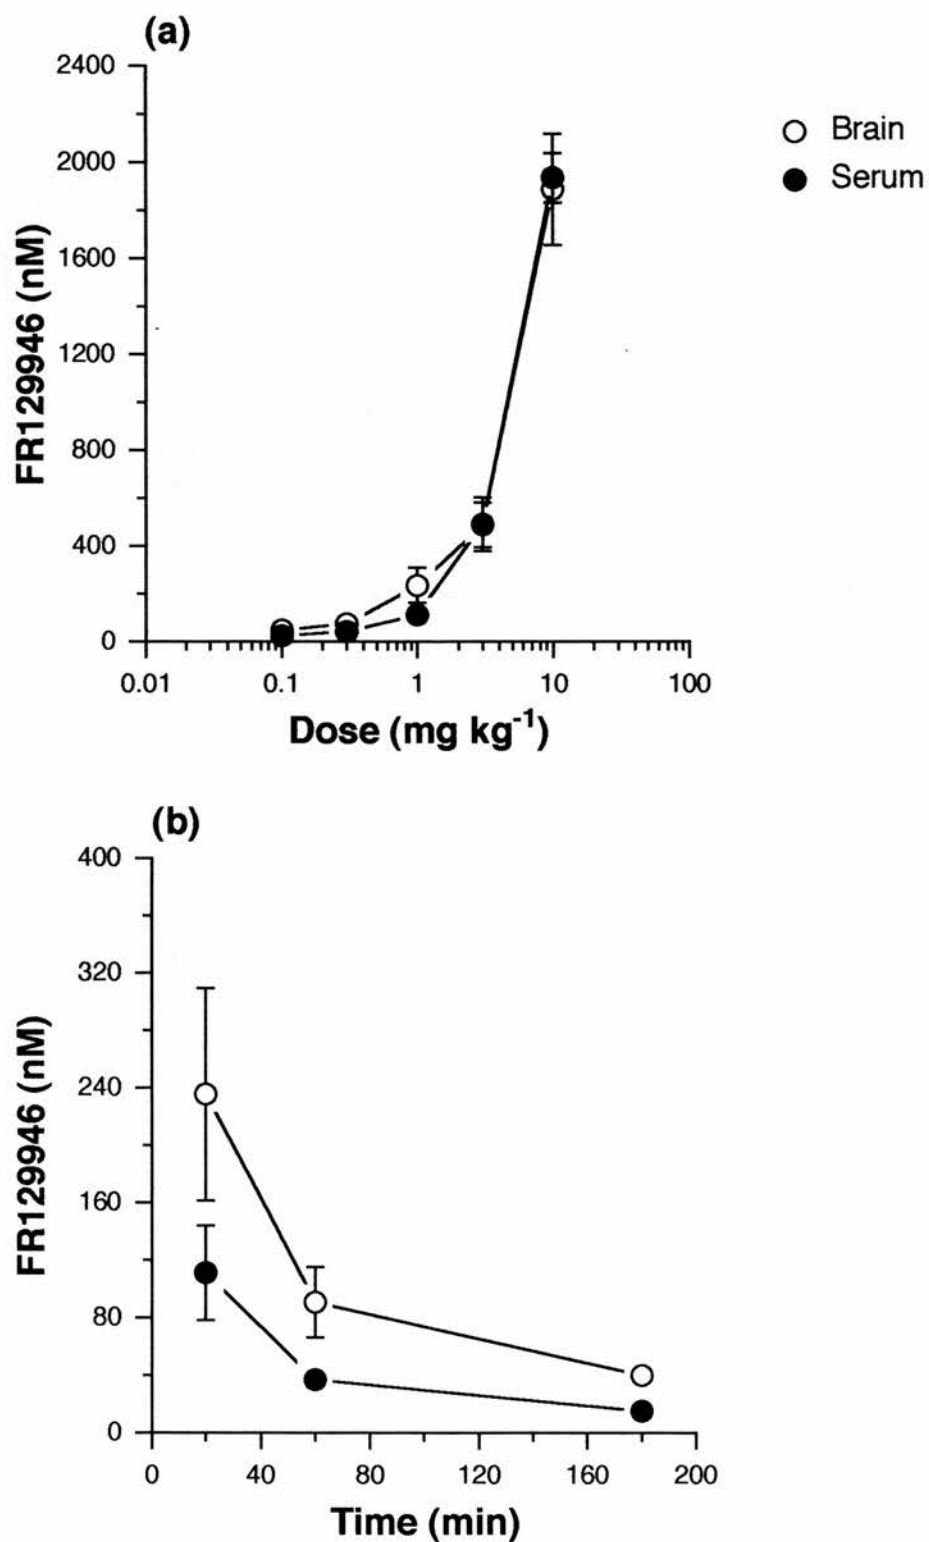 (a)
2400
2000
1600
1200
800
400
0
FR129946 (nM)
0.01 0.1 1 10 100
Dose (mg kg-1)
Brain
Serum
(b)
400
320
240
160
80
0
FR129946 (nM)
0 40 80 120 160 200
Time (min)